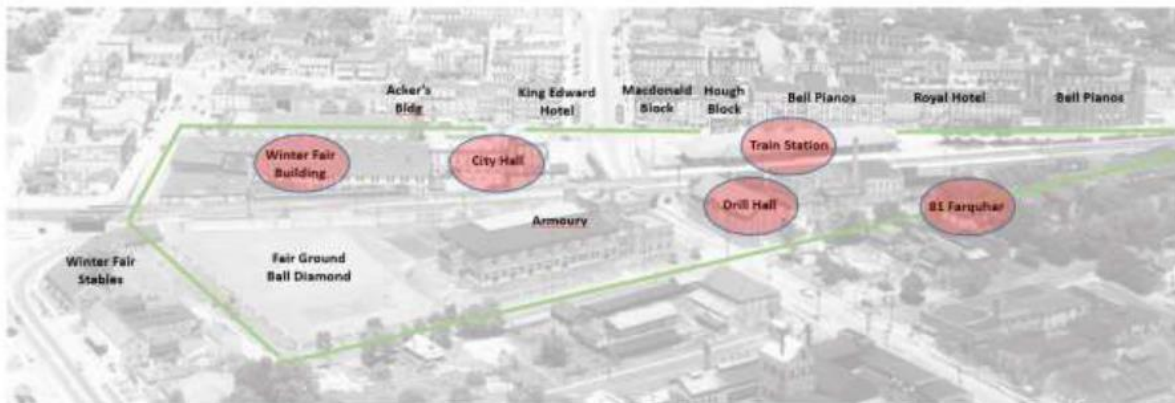 Acker's
Bldg
King Edward
Hotel
Macdonald
Block
Hough
Block
Bell Pianos
Royal Hotel
Bell Pianos
Winter Fair
Building
City Hall
Train Station
Drill Hall
81 Farquhar
Armoury
Winter Fair
Stables
Fair Ground
Ball Diamond